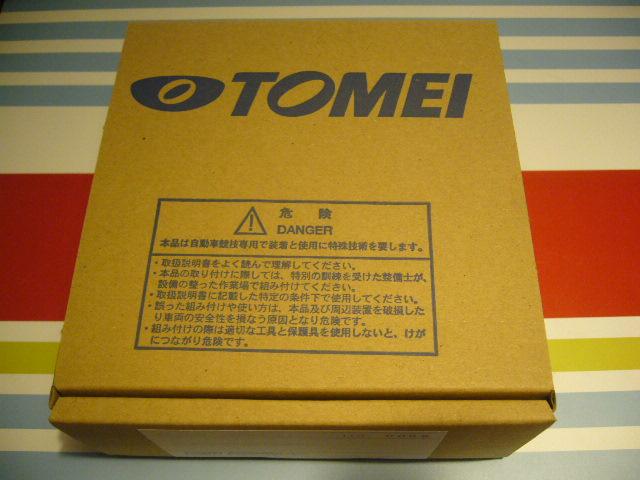 TOMEI
危険
DANGER
本品は自動車競技専用で装着と使用に特殊技術を要します。
・取扱説明書をよく読んで理解してください。
・本品の取り付けに際しては、特別の訓練を受けた整備士が、
設備の整った作業場で組み付けてください。
・取扱説明書に記載した特定の条件下で使用してください。
・誤った組み付けや使い方は、本品及び周辺装置を破損した
り車両の安全性を損なう原因となり危険です。
・組み付けの際は適切な工具と保護具を使用しないと、けが
につながり危険です。